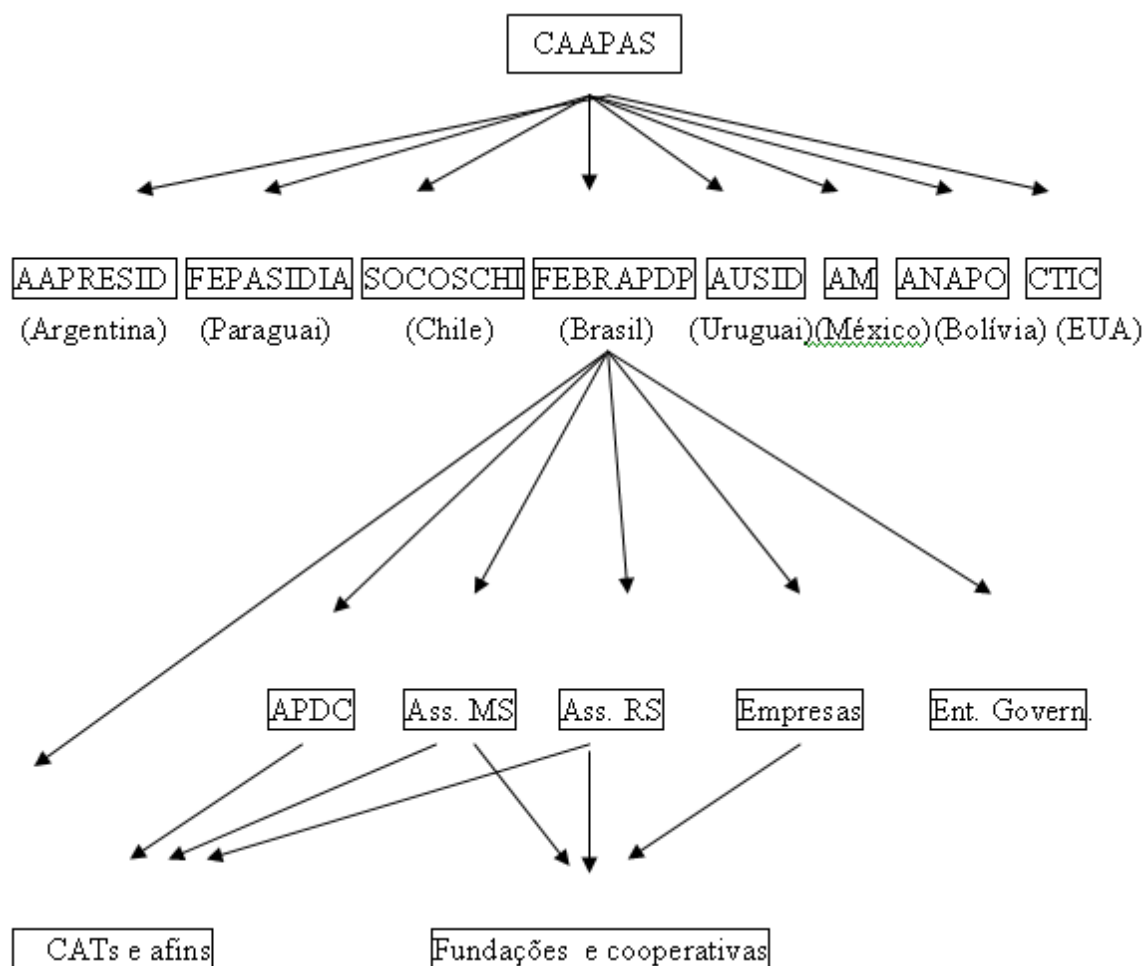 CAAPAS
AAPRESID FEPASIDIA SOCOSCHI FEBRAPDP AUSID AM ANAPO CTIC
(Argentina) (Paraguai) (Chile) (Brasil) (Uruguai) (México) (Bolívia) (EUA)
APDC Ass. MS Ass. RS Empresas Ent. Govern.
CATs e afins Fundações e cooperativas